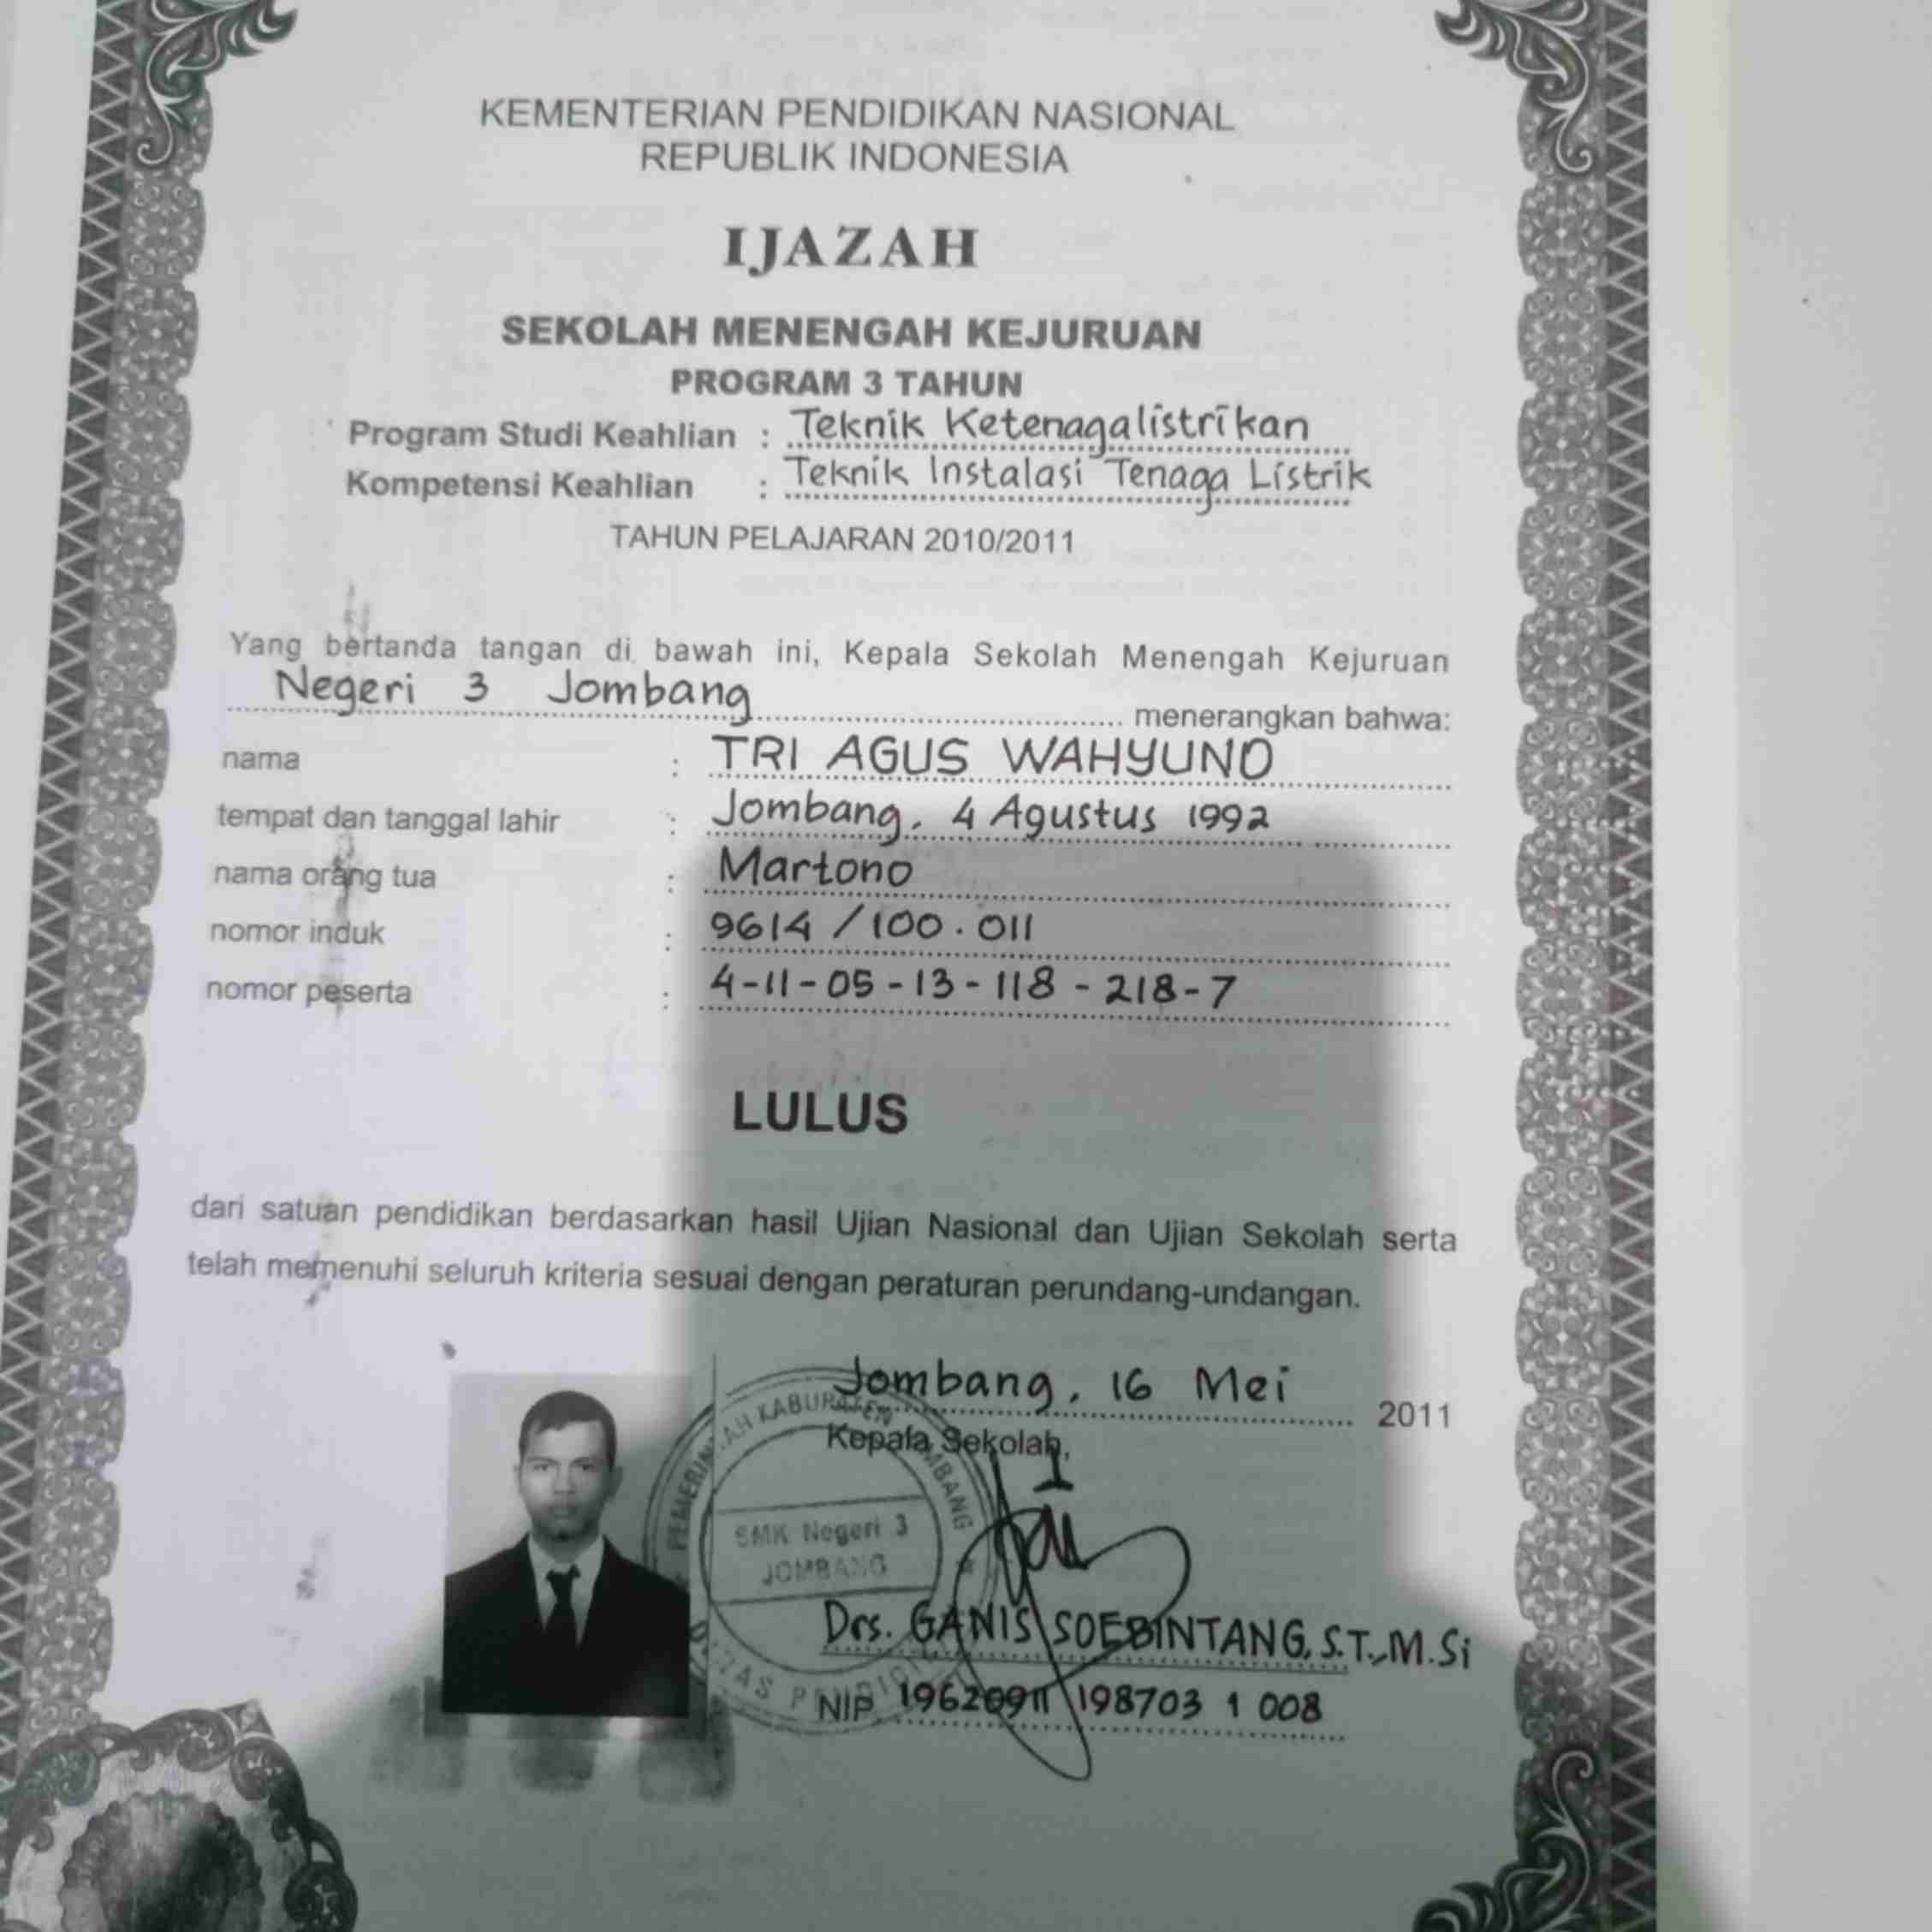 KEMENTERIAN PENDIDIKAN NASIONAL
REPUBLIK INDONESIA
IJAZAH
SEKOLAH MENENGAH KEJURUAN
PROGRAM 3 TAHUN
Program Studi Keahlian : Teknik Ketenagalistrikan
Kompetensi Keahlian : Teknik Instalasi Tenaga Listrik
TAHUN PELAJARAN 2010/2011
Yang bertanda tangan di bawah ini, Kepala Sekolah Menengah Kejuruan
Negeri 3 Jombang menerangkan bahwa:
nama : TRI AGUS WAHYUNO
tempat dan tanggal lahir : Jombang, 4 Agustus 1992
nama orang tua : Martono
nomor induk : 9614 / 100.011
nomor peserta : 4-11-05-13-118-218-7
LULUS
dari satuan pendidikan berdasarkan hasil Ujian Nasional dan Ujian Sekolah serta
telah memenuhi seluruh kriteria sesuai dengan peraturan perundang-undangan.
Jombang, 16 Mei 2011
Kepala Sekolah,
PEMERINTAH KABUPATEN JOMBANG
SMK Negeri 3
JOMBANG
Drs. GANIS SOEBINTANG, S.T., M.Si
NIP 19620911 198703 1 008